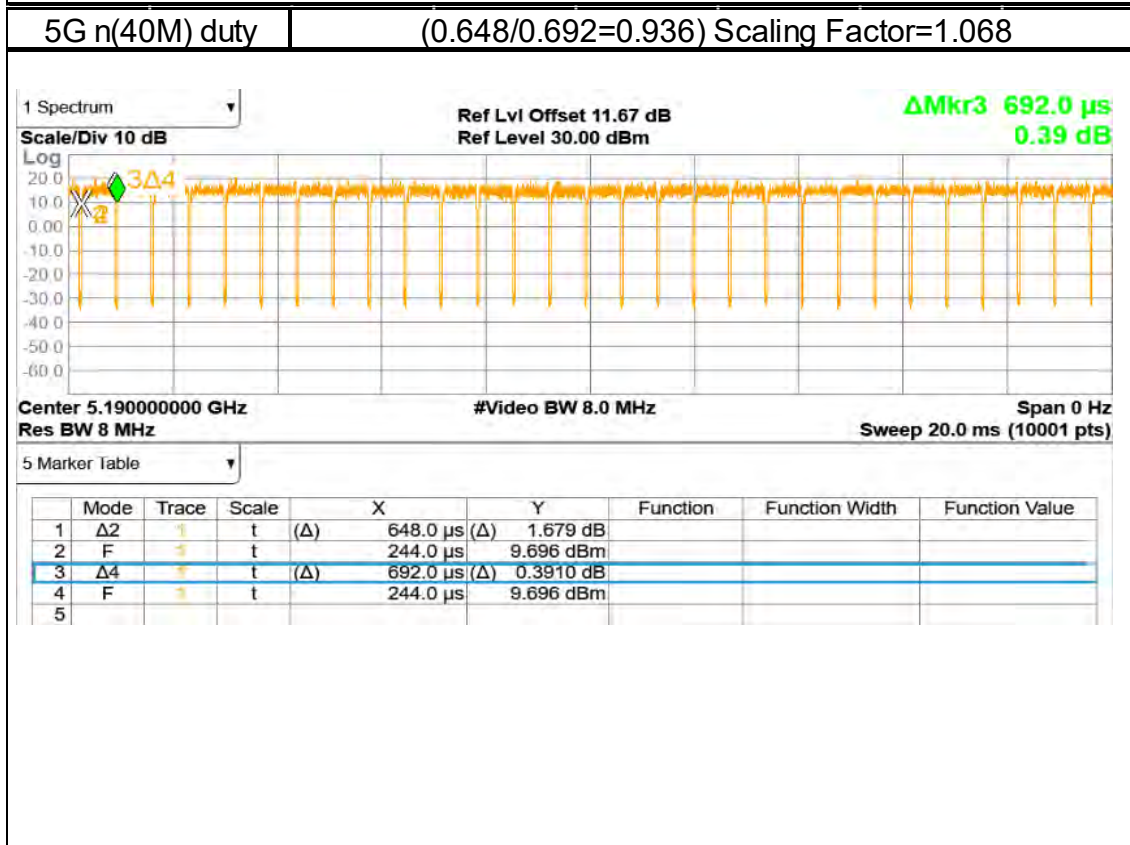 5G n(40M) duty (0.648/0.692=0.936) Scaling Factor=1.068
1 Spectrum
Ref Lvl Offset 11.67 dB
ΔMkr3 692.0 µs
Scale/Div 10 dB
Ref Level 30.00 dBm
0.39 dB
Log
20.0
3Δ4
10.0
2
0.00
-10.0
-20.0
-30.0
-40.0
-50.0
-60.0
Center 5.190000000 GHz
#Video BW 8.0 MHz
Span 0 Hz
Res BW 8 MHz
Sweep 20.0 ms (10001 pts)
5 Marker Table
Mode Trace Scale X Y Function Function Width Function Value
1 Δ2 1 t (Δ) 648.0 µs (Δ) 1.679 dB
2 F 1 t 244.0 µs 9.696 dBm
3 Δ4 1 t (Δ) 692.0 µs (Δ) 0.3910 dB
4 F 1 t 244.0 µs 9.696 dBm
5